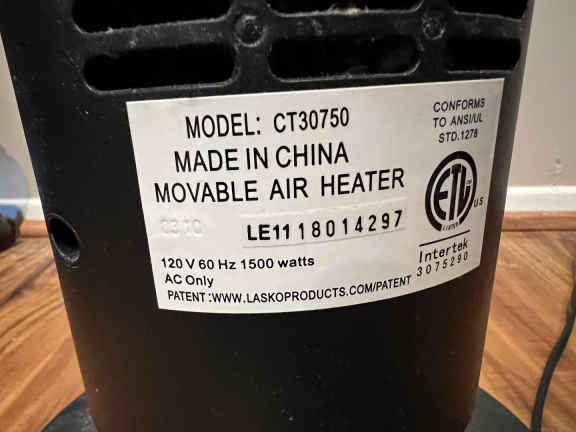 MODEL: CT30750
MADE IN CHINA
MOVABLE AIR HEATER
LE11 18014297
120 V 60 Hz 1500 watts
AC Only
PATENT :WWW.LASKOPRODUCTS.COM/PATENT
CONFORMS
TO ANSI/UL
STD.1278
ETL
LISTED
US
Intertek
3075290